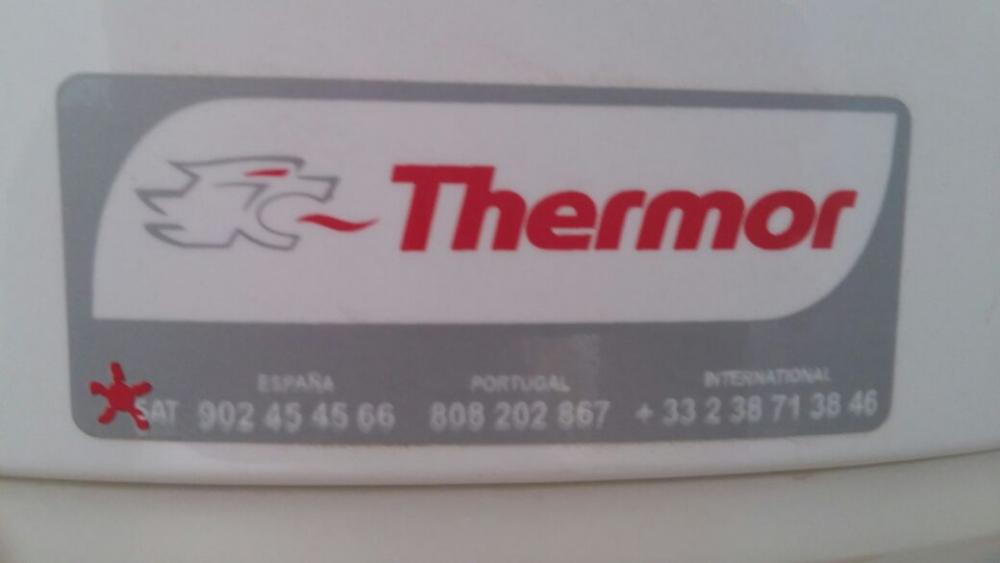 Thermor
ESPAÑA PORTUGAL INTERNATIONAL
SAT 902 45 45 66 808 202 867 + 33 2 38 71 38 46